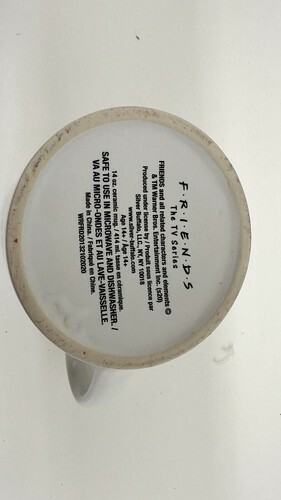 F·R·I·E·N·D·S
The TV Series
FRIENDS and all related characters and elements ©
& TM Warner Bros. Entertainment Inc. (s20)
Produced under license by / Produit sous licence par
Silver Buffalo, LLC, NY, NY 10018
www.silver-buffalo.com
Age 14+ / Age 14+
14 oz. ceramic mug. / 414 ml. tasse en céramique.
SAFE TO USE IN MICROWAVE AND DISHWASHER. /
VA AU MICRO-ONDES ET AU LAVE-VAISSELLE.
Made in China. / Fabriqué en Chine.